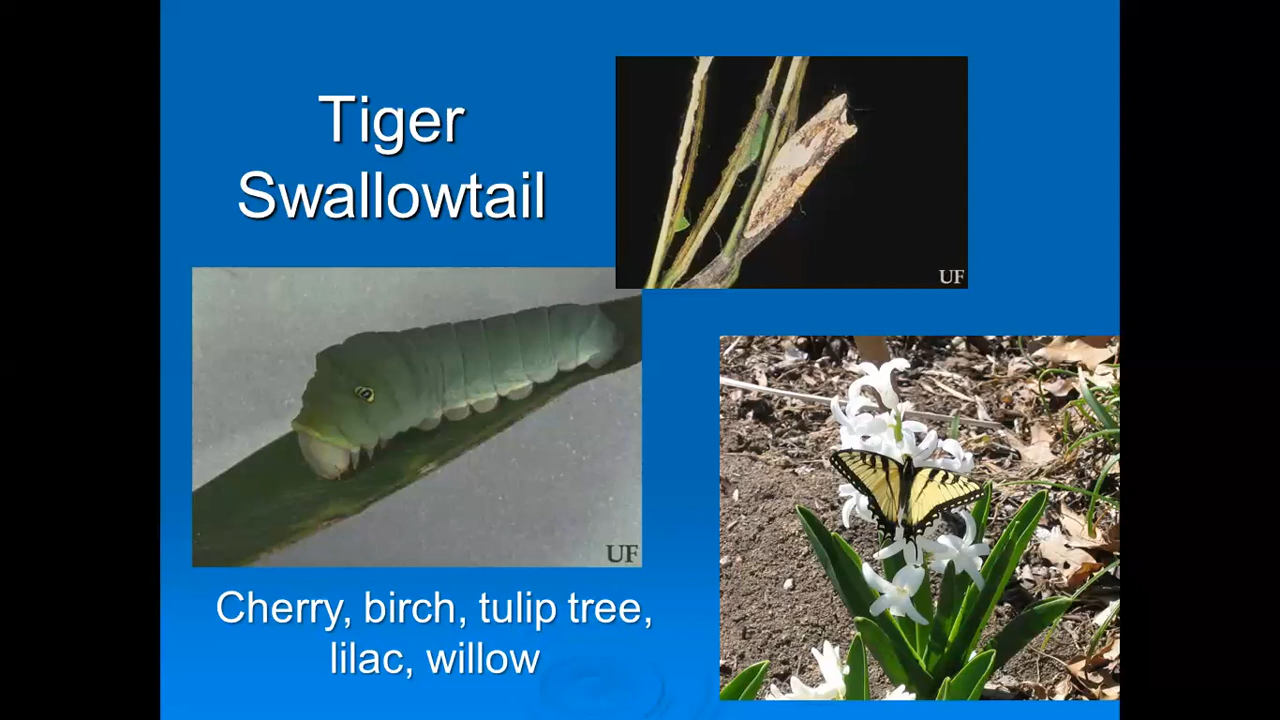 Tiger
Swallowtail
UF
UF
Cherry, birch, tulip tree,
lilac, willow